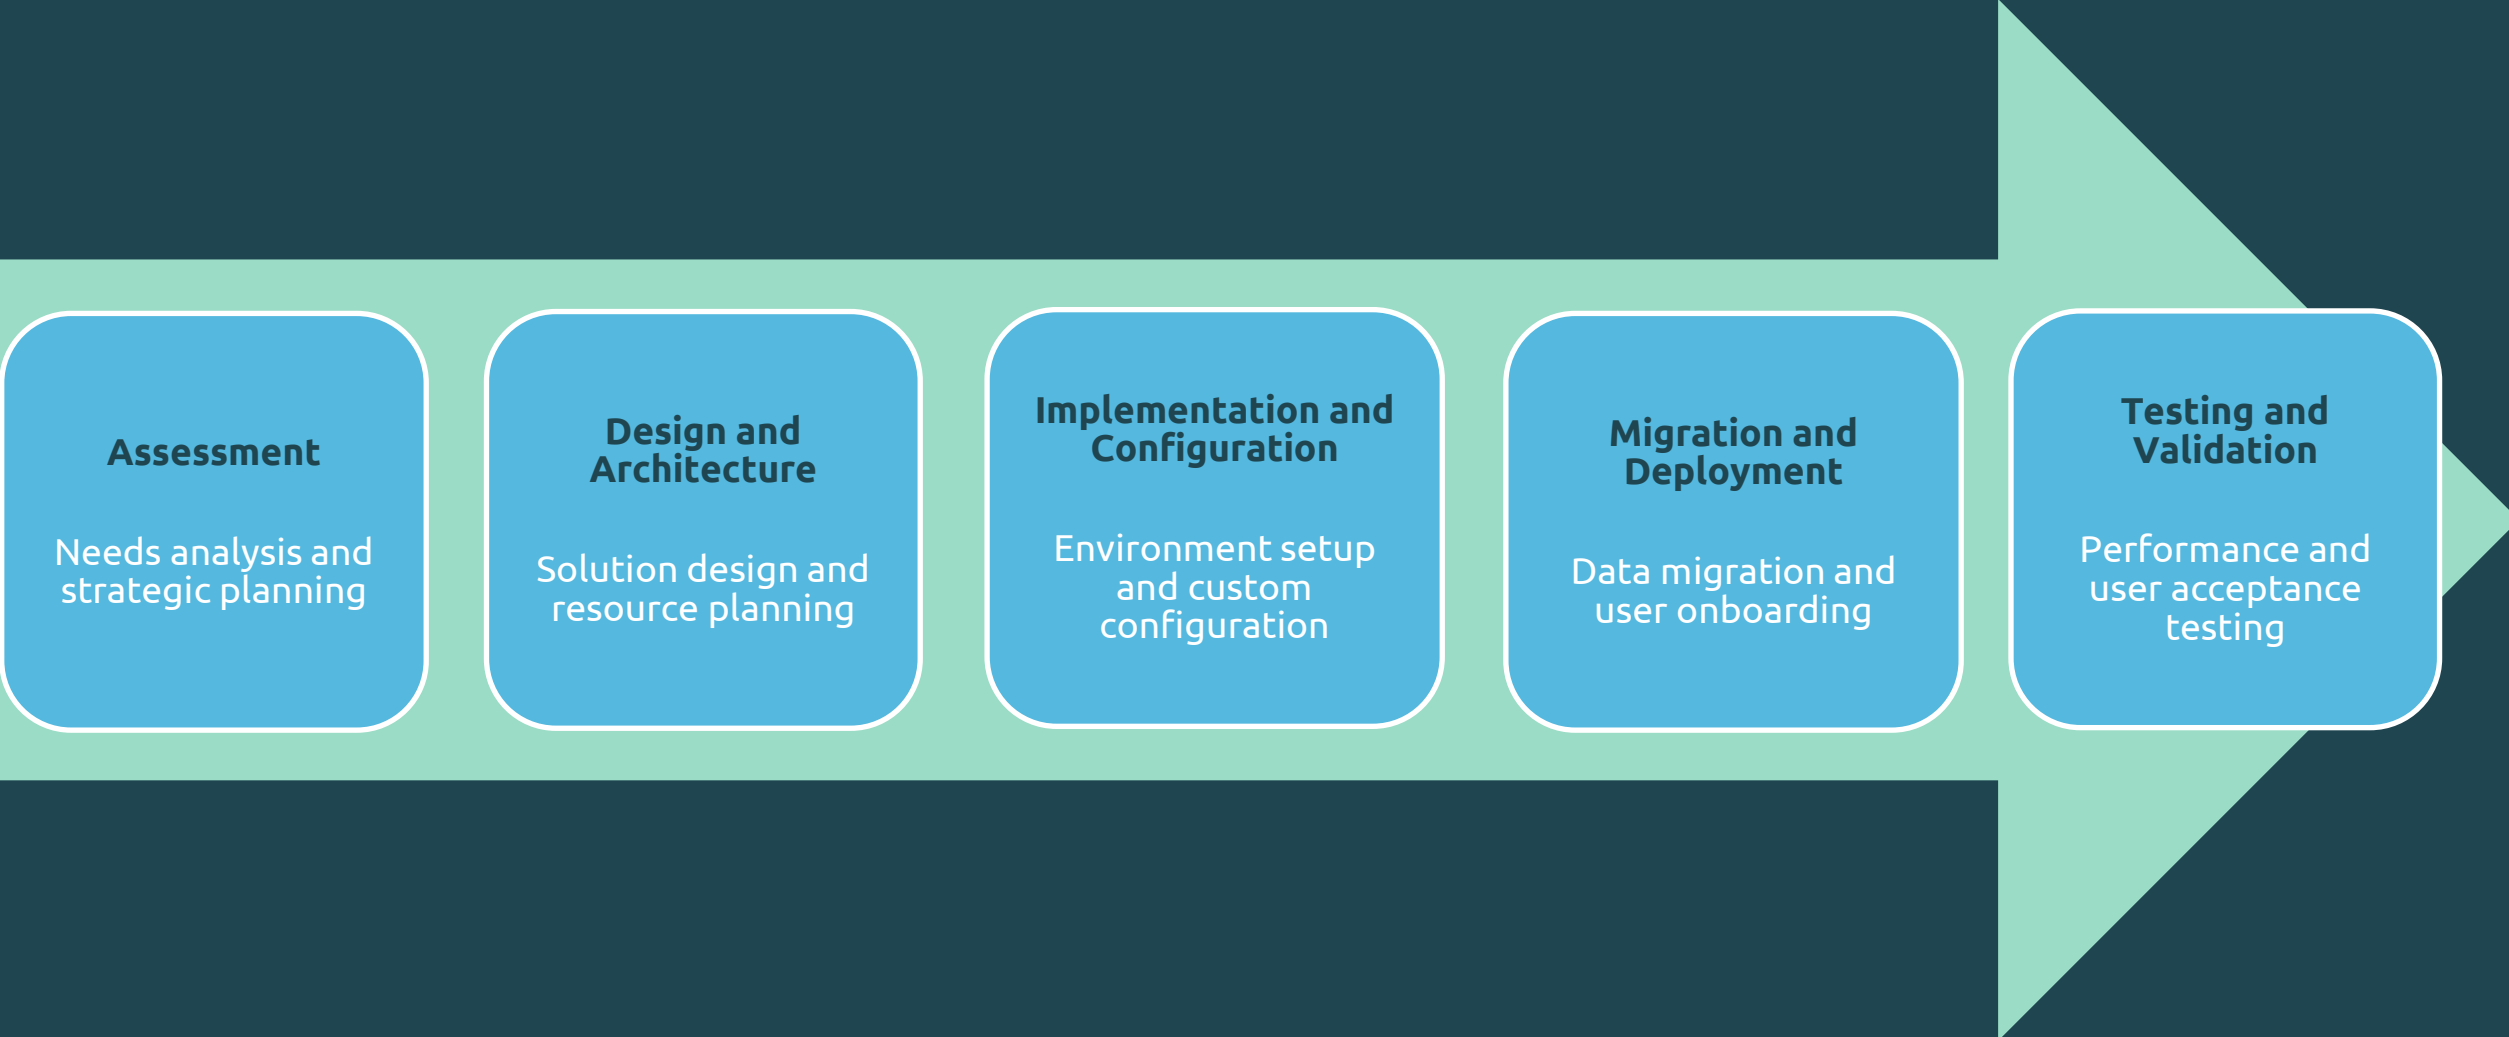 Assessment
Needs analysis and
strategic planning
Design and
Architecture
Solution design and
resource planning
Implementation and
Configuration
Environment setup
and custom
configuration
Migration and
Deployment
Data migration and
user onboarding
Testing and
Validation
Performance and
user acceptance
testing